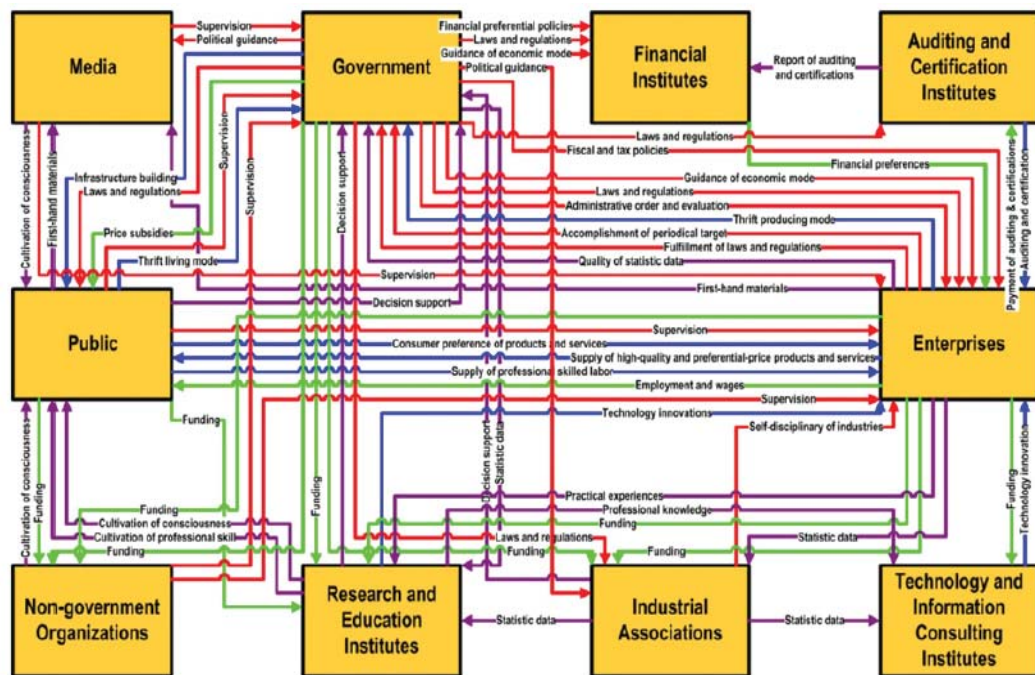 Supervision
Political guidance
Financial preferential policies
Laws and regulations
Guidance of economic mode
Political guidance
Media
Government
Financial
Institutes
Auditing and
Certification
Institutes
Report of auditing
and certifications
Laws and regulations
Fiscal and tax policies
Financial preferences
Infrastructure building
Laws and regulations
Price subsidies
Thrift living mode
Guidance of economic mode
Laws and regulations
Administrative order and evaluation
Thrift producing mode
Accomplishment of periodical target
Fulfillment of laws and regulations
Quality of statistic data
Supervision
First-hand materials
Decision support
Cultivation of consciousness
First-hand materials
Supervision
Supervision
Decision support
Payment of auditing & certifications
Auditing and certification
Public
Enterprises
Supervision
Consumer preference of products and services
Supply of high-quality and preferential-price products and services
Supply of professional skilled labor
Employment and wages
Supervision
Funding
Technology innovations
Self-disciplinary of industries
Cultivation of consciousness
Funding
Funding
Decision support
Statistic data
Funding
Technology innovation
Practical experiences
Professional knowledge
Funding
Funding
Cultivation of consciousness
Cultivation of professional skill
Laws and regulations
Statistic data
Funding
Funding
Funding
Non-government
Organizations
Research and
Education
Institutes
Statistic data
Industrial
Associations
Statistic data
Technology and
Information
Consulting
Institutes